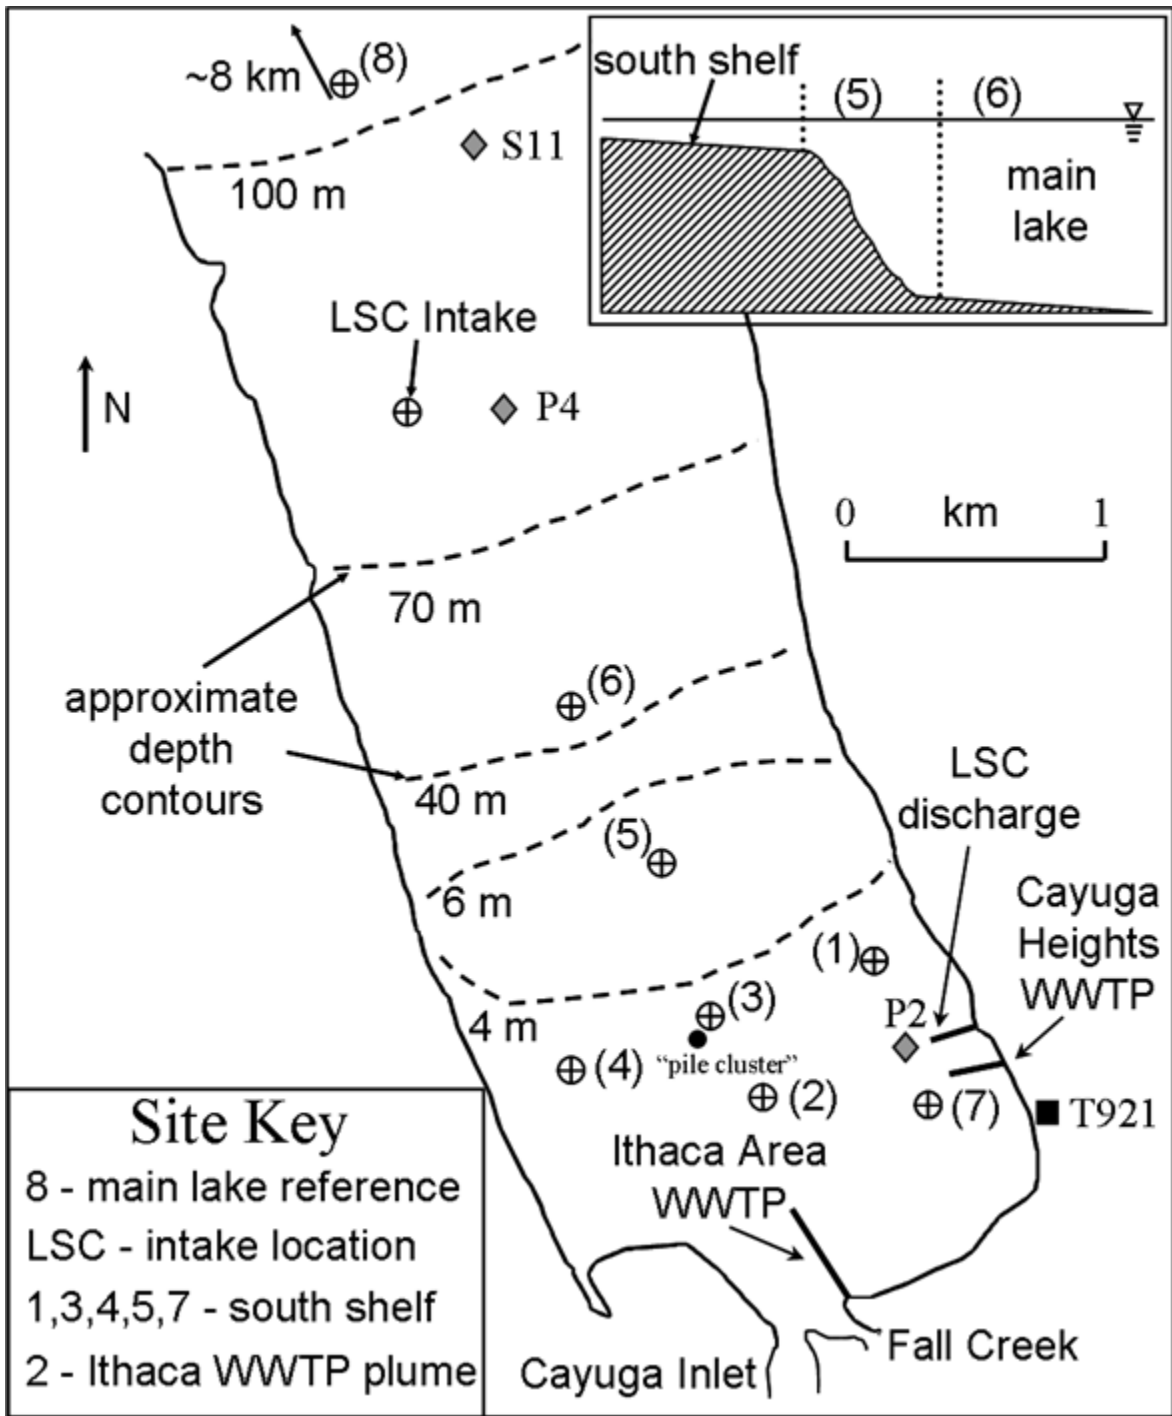 (8)
~8 km
S11
100 m
south shelf
(5)
(6)
main
lake
LSC Intake
N
P4
0 km 1
70 m
approximate
depth
contours
(6)
40 m
(5)
6 m
LSC
discharge
Cayuga
Heights
WWTP
(1)
P2
(3)
4 m
"pile cluster"
(4)
(2)
(7)
T921
Ithaca Area
WWTP
Fall Creek
Cayuga Inlet
Site Key
8 - main lake reference
LSC - intake location
1,3,4,5,7 - south shelf
2 - Ithaca WWTP plume